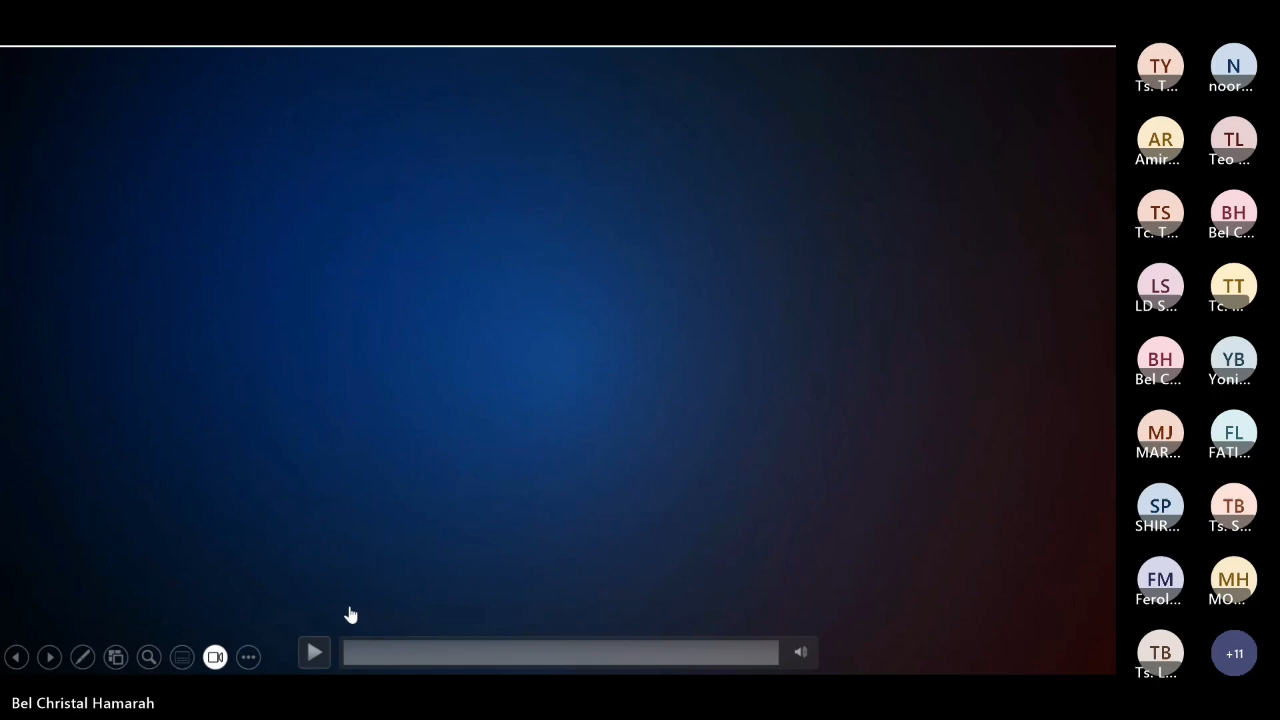 TY
Ts. T...
N
noor...
AR
Amir...
TL
Teo ...
TS
Tc. T...
BH
Bel C...
LS
LD S...
TT
Tc. ...
BH
Bel C...
YB
Yoni...
MJ
MAR...
FL
FATI...
SP
SHIR...
TB
Ts. S...
FM
Ferol...
MH
MO...
TB
Ts. L...
+11
Bel Christal Hamarah